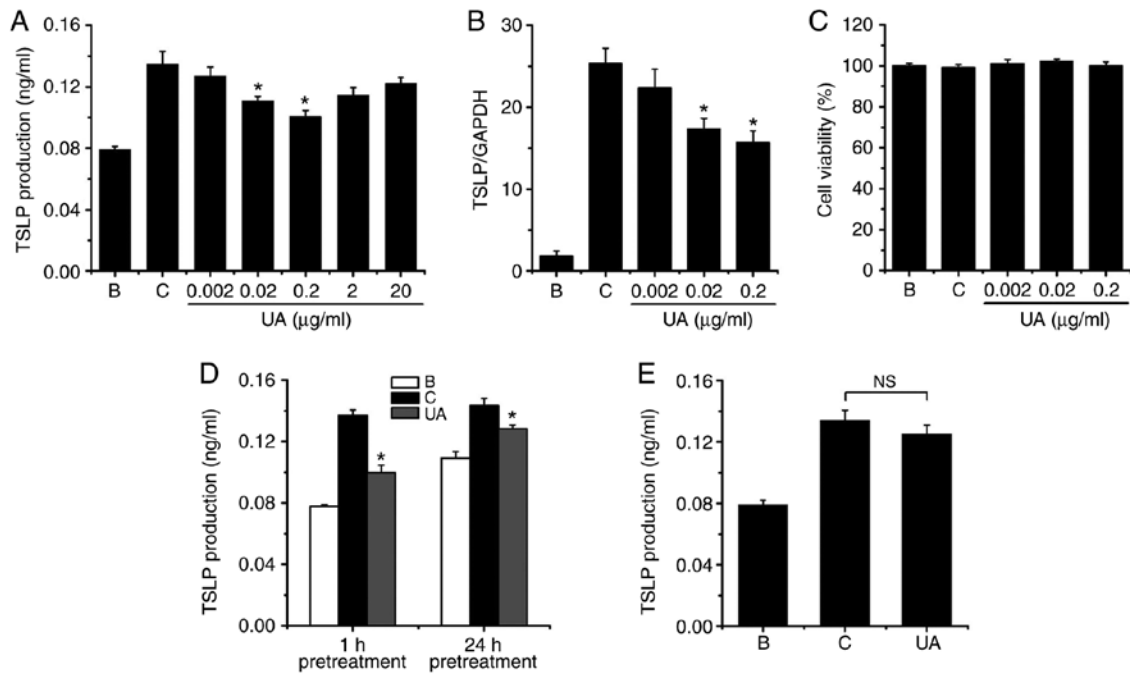 A
TSLP production (ng/ml)
0.16
0.12
0.08
0.04
0.00
* *
B C 0.002 0.02 0.2 2 20
UA (μg/ml)
B
TSLP/GAPDH
30
20
10
0
* *
B C 0.002 0.02 0.2
UA (μg/ml)
C
Cell viability (%)
120
100
80
60
40
20
0
B C 0.002 0.02 0.2
UA (μg/ml)
D
TSLP production (ng/ml)
0.16
0.12
0.08
0.04
0.00
B
C
UA
* *
1 h 24 h
pretreatment pretreatment
E
TSLP production (ng/ml)
0.16
0.12
0.08
0.04
0.00
NS
B C UA